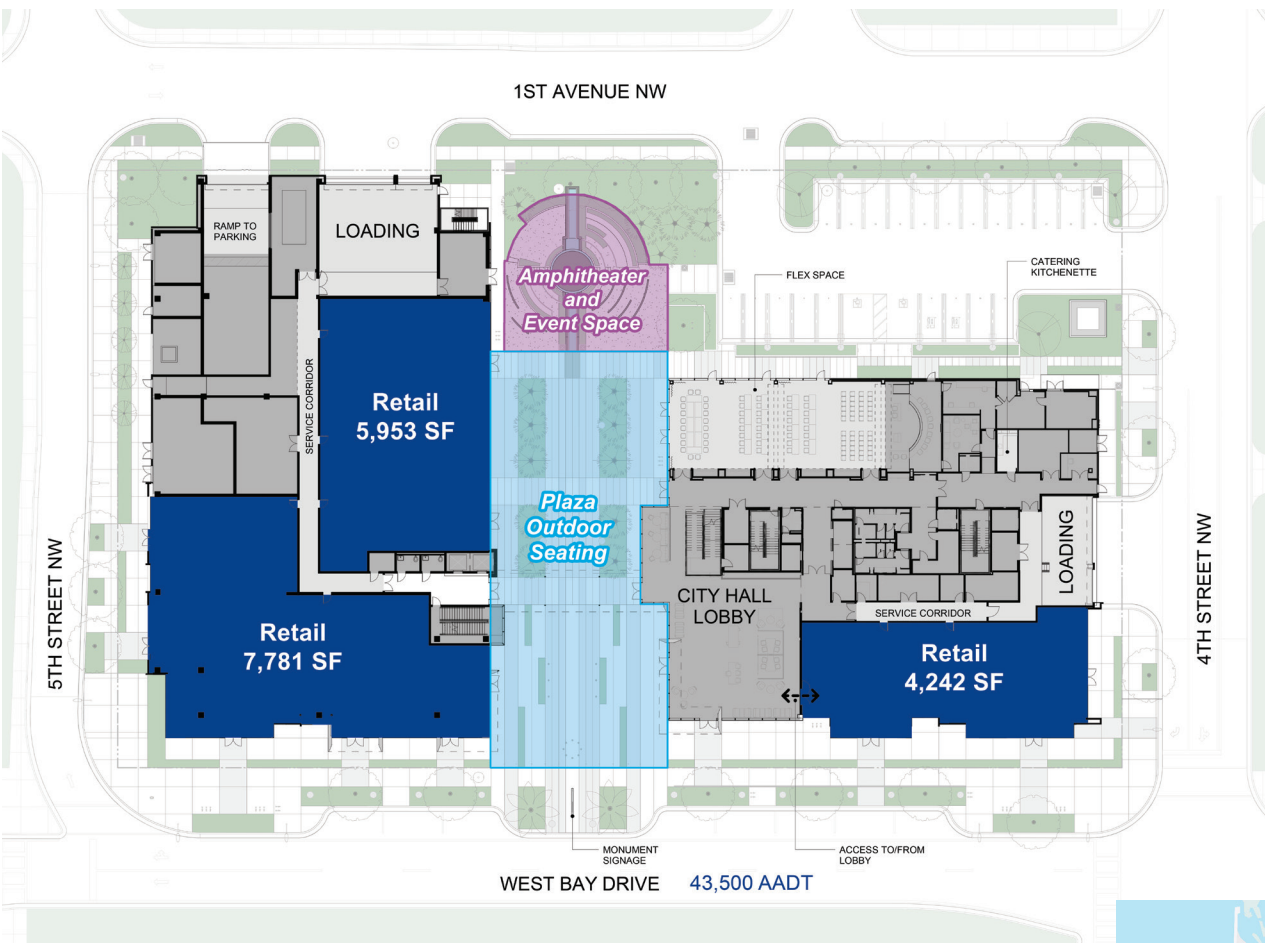 1ST AVENUE NW
RAMP TO
PARKING
LOADING
Amphitheater
and
Event Space
FLEX SPACE
CATERING
KITCHENETTE
SERVICE CORRIDOR
Retail
5,953 SF
Plaza
Outdoor
Seating
5TH STREET NW
Retail
7,781 SF
CITY HALL
LOBBY
SERVICE CORRIDOR
LOADING
Retail
4,242 SF
4TH STREET NW
MONUMENT
SIGNAGE
ACCESS TO/FROM
LOBBY
WEST BAY DRIVE 43,500 AADT